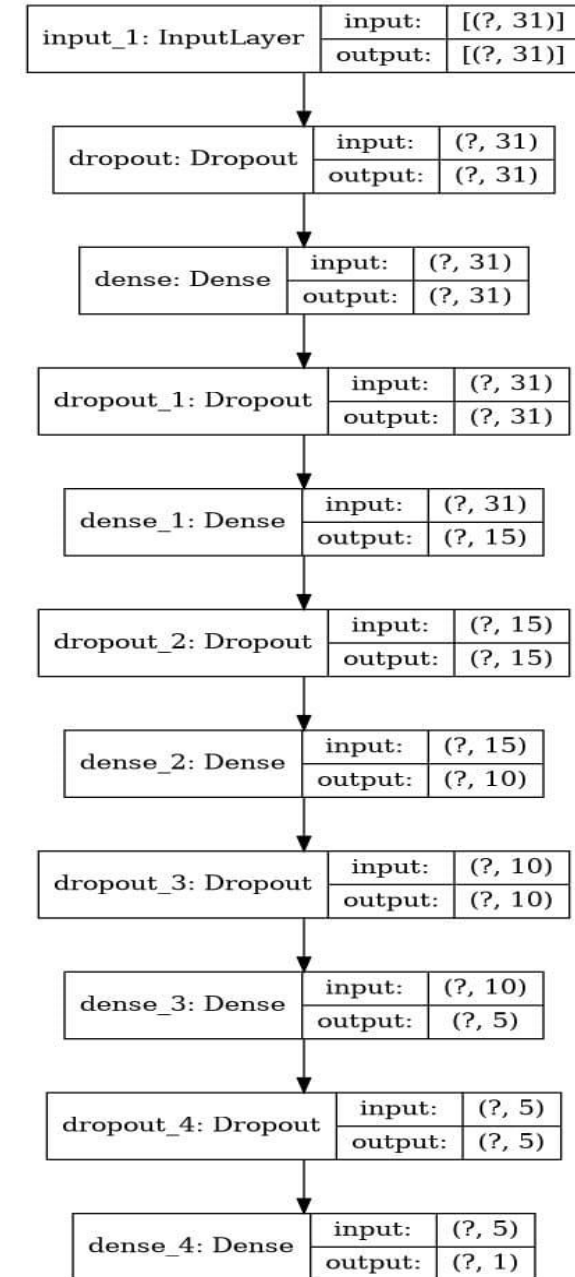 input_1: InputLayer
input: [(?, 31)]
output: [(?, 31)]
dropout: Dropout
input: (?, 31)
output: (?, 31)
dense: Dense
input: (?, 31)
output: (?, 31)
dropout_1: Dropout
input: (?, 31)
output: (?, 31)
dense_1: Dense
input: (?, 31)
output: (?, 15)
dropout_2: Dropout
input: (?, 15)
output: (?, 15)
dense_2: Dense
input: (?, 15)
output: (?, 10)
dropout_3: Dropout
input: (?, 10)
output: (?, 10)
dense_3: Dense
input: (?, 10)
output: (?, 5)
dropout_4: Dropout
input: (?, 5)
output: (?, 5)
dense_4: Dense
input: (?, 5)
output: (?, 1)